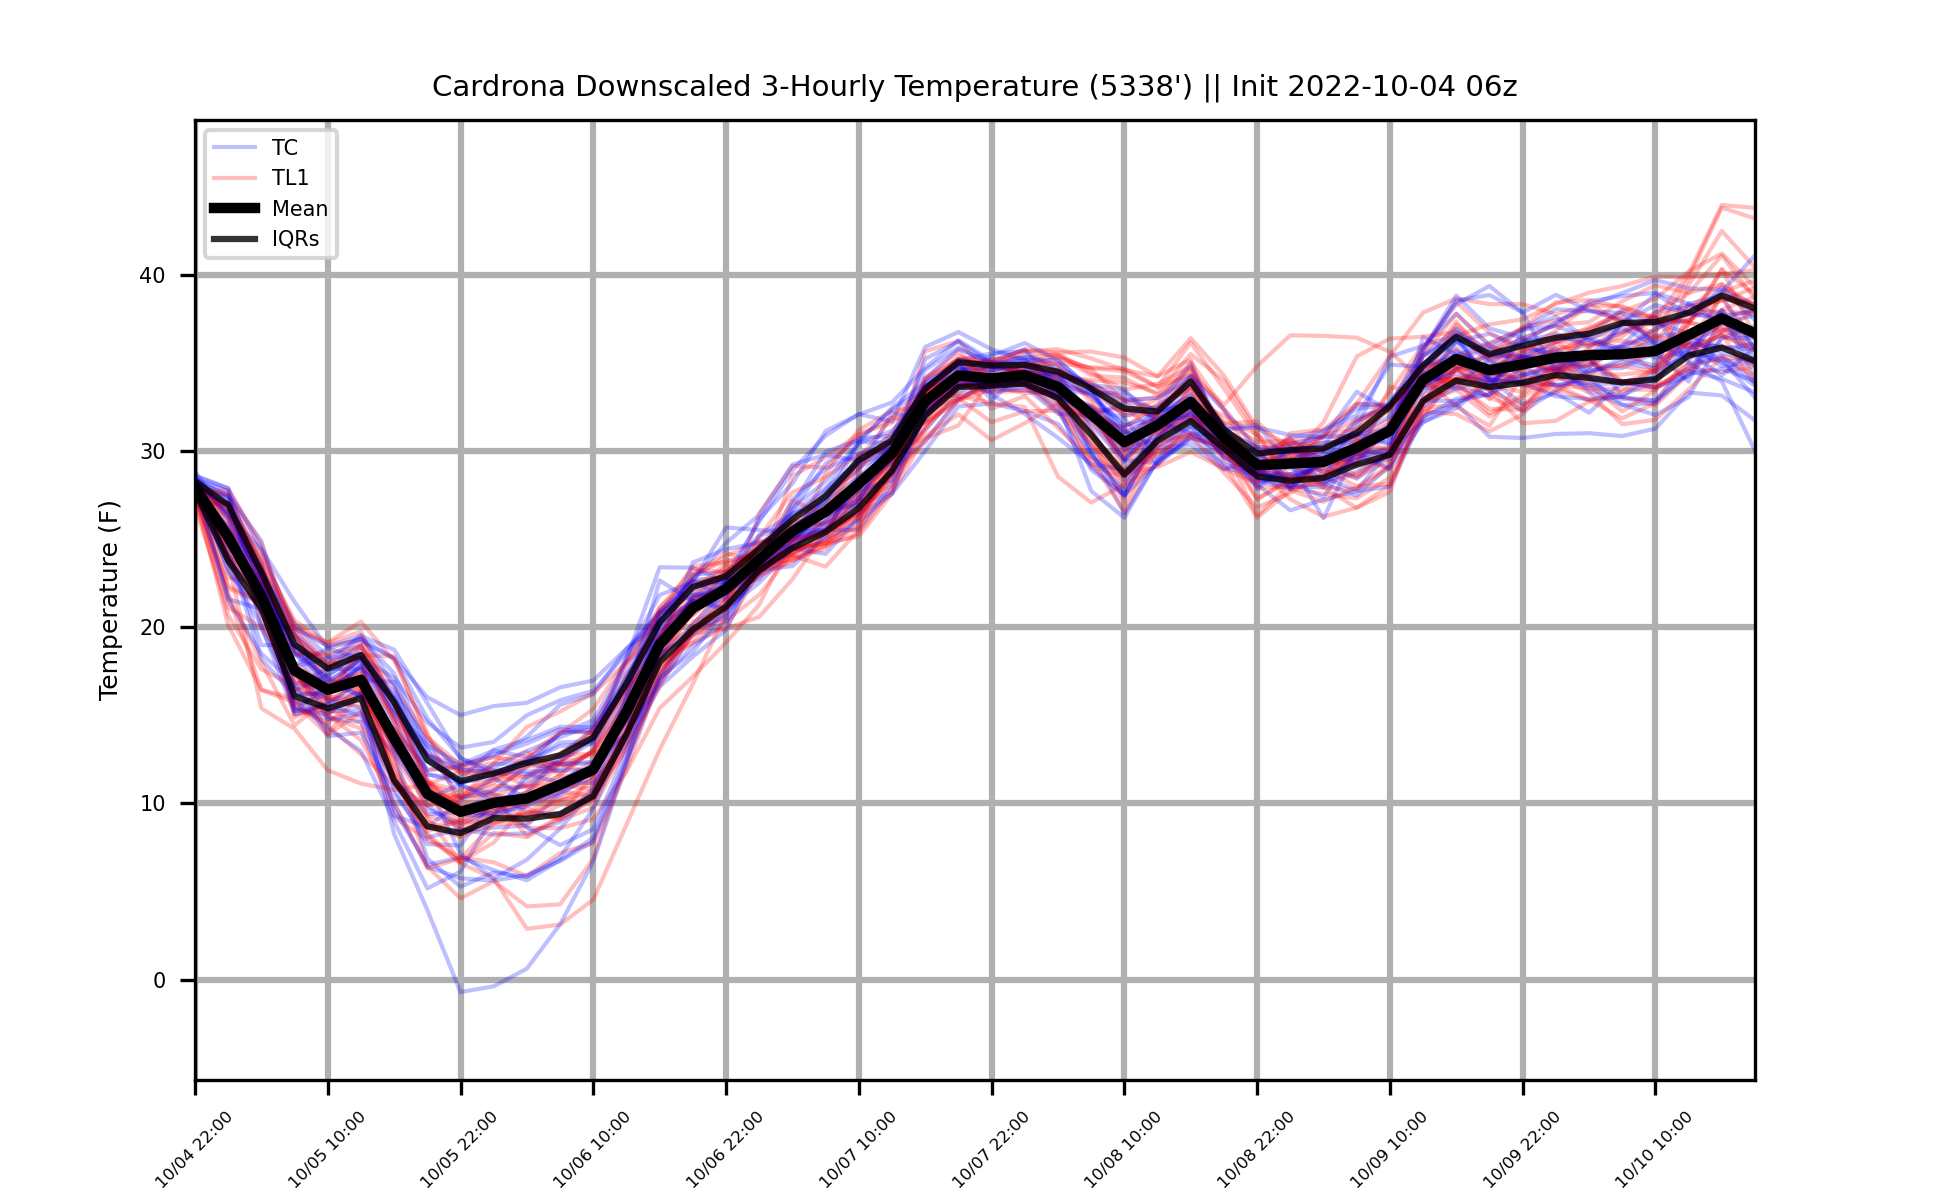 Cardrona Downscaled 3-Hourly Temperature (5338') || Init 2022-10-04 06z
TC
TL1
Mean
IQRs
Temperature (F)
40
30
20
10
0
10/04 22:00
10/05 10:00
10/05 22:00
10/06 10:00
10/06 22:00
10/07 10:00
10/07 22:00
10/08 10:00
10/08 22:00
10/09 10:00
10/09 22:00
10/10 10:00